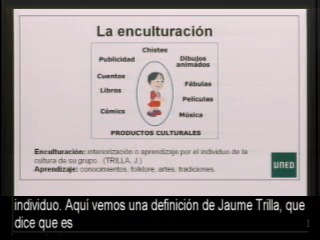 La enculturación
Chistes
Publicidad
Dibujos
animados
Cuentos
Fábulas
Libros
Películas
Cómics
Música
PRODUCTOS CULTURALES
Enculturación: interiorización o aprendizaje por el individuo de la
cultura de su grupo. (TRILLA, J.)
Aprendizaje: conocimientos, folklore, artes, tradiciones.
UNED
individuo. Aquí vemos una definición de Jaume Trilla, que
dice que es